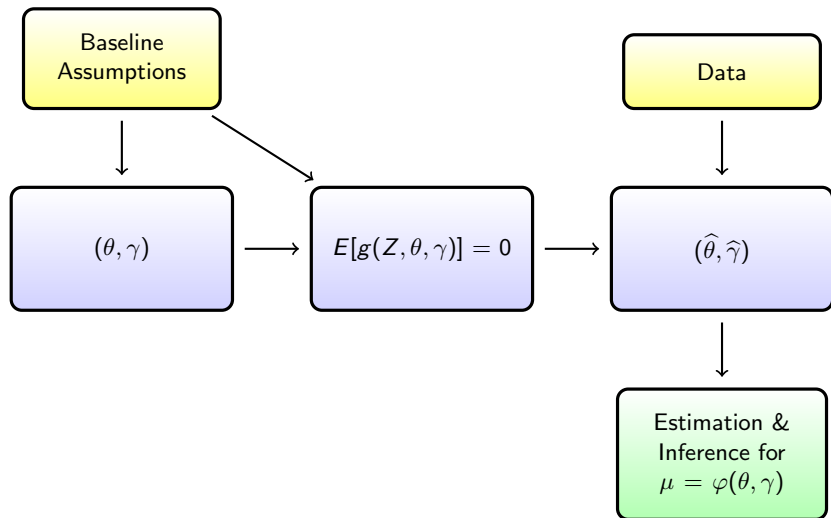 Baseline
Assumptions
Data
(θ, γ)
E[g(Z, θ, γ)] = 0
(θ̂, γ̂)
Estimation &
Inference for
μ = φ(θ, γ)